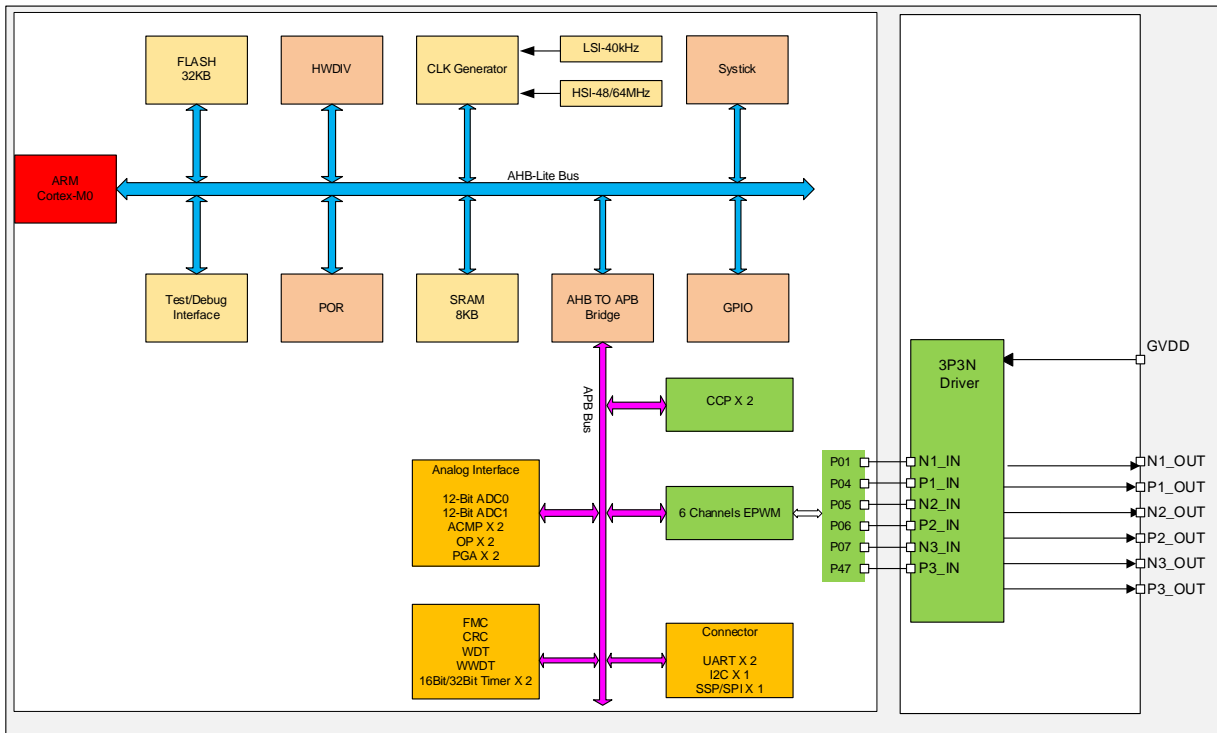 FLASH
32KB
HWDIV
CLK Generator
LSI-40kHz
HSI-48/64MHz
Systick
ARM
Cortex-M0
AHB-Lite Bus
Test/Debug
Interface
POR
SRAM
8KB
AHB TO APB
Bridge
GPIO
APB Bus
CCP X 2
Analog Interface
12-Bit ADC0
12-Bit ADC1
ACMP X 2
OP X 2
PGA X 2
6 Channels EPWM
FMC
CRC
WDT
WWDT
16Bit/32Bit Timer X 2
Connector
UART X 2
I2C X 1
SSP/SPI X 1
P01
P04
P05
P06
P07
P47
3P3N
Driver
N1_IN
P1_IN
N2_IN
P2_IN
N3_IN
P3_IN
GVDD
N1_OUT
P1_OUT
N2_OUT
P2_OUT
N3_OUT
P3_OUT